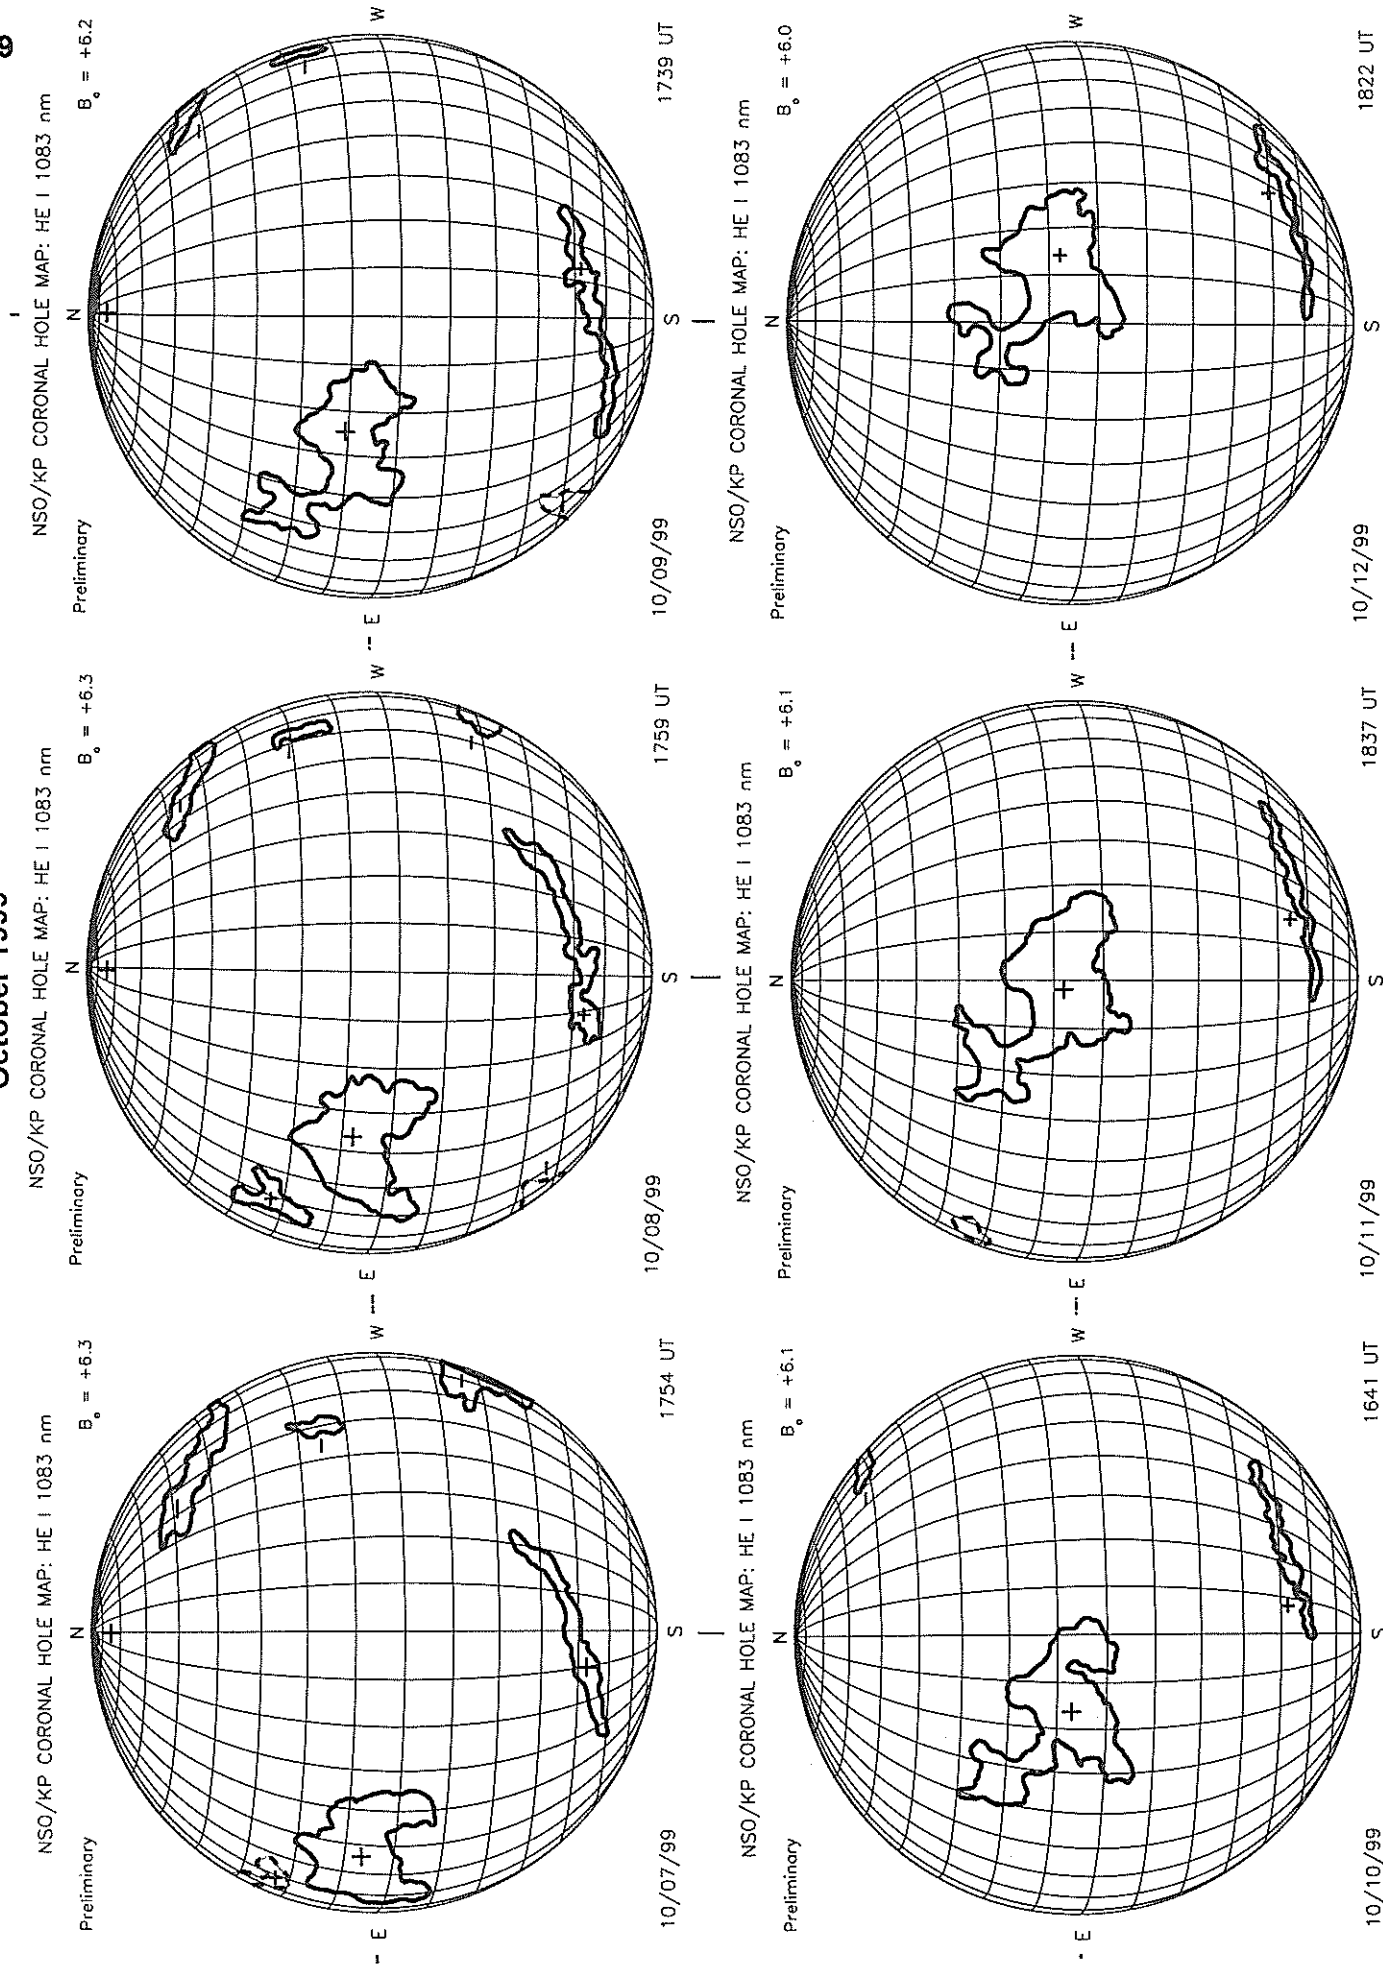 October 1999
NSO/KP CORONAL HOLE MAP: HE I 1083 nm
Preliminary
N
B₀ = +6.3
E
W
S
10/07/99
1754 UT
NSO/KP CORONAL HOLE MAP: HE I 1083 nm
Preliminary
N
B₀ = +6.3
E
W
S
10/08/99
1759 UT
NSO/KP CORONAL HOLE MAP: HE I 1083 nm
Preliminary
N
B₀ = +6.2
E
W
S
10/09/99
1739 UT
NSO/KP CORONAL HOLE MAP: HE I 1083 nm
Preliminary
N
B₀ = +6.1
E
W
S
10/10/99
1641 UT
NSO/KP CORONAL HOLE MAP: HE I 1083 nm
Preliminary
N
B₀ = +6.1
E
W
S
10/11/99
1837 UT
NSO/KP CORONAL HOLE MAP: HE I 1083 nm
Preliminary
N
B₀ = +6.0
E
W
S
10/12/99
1822 UT